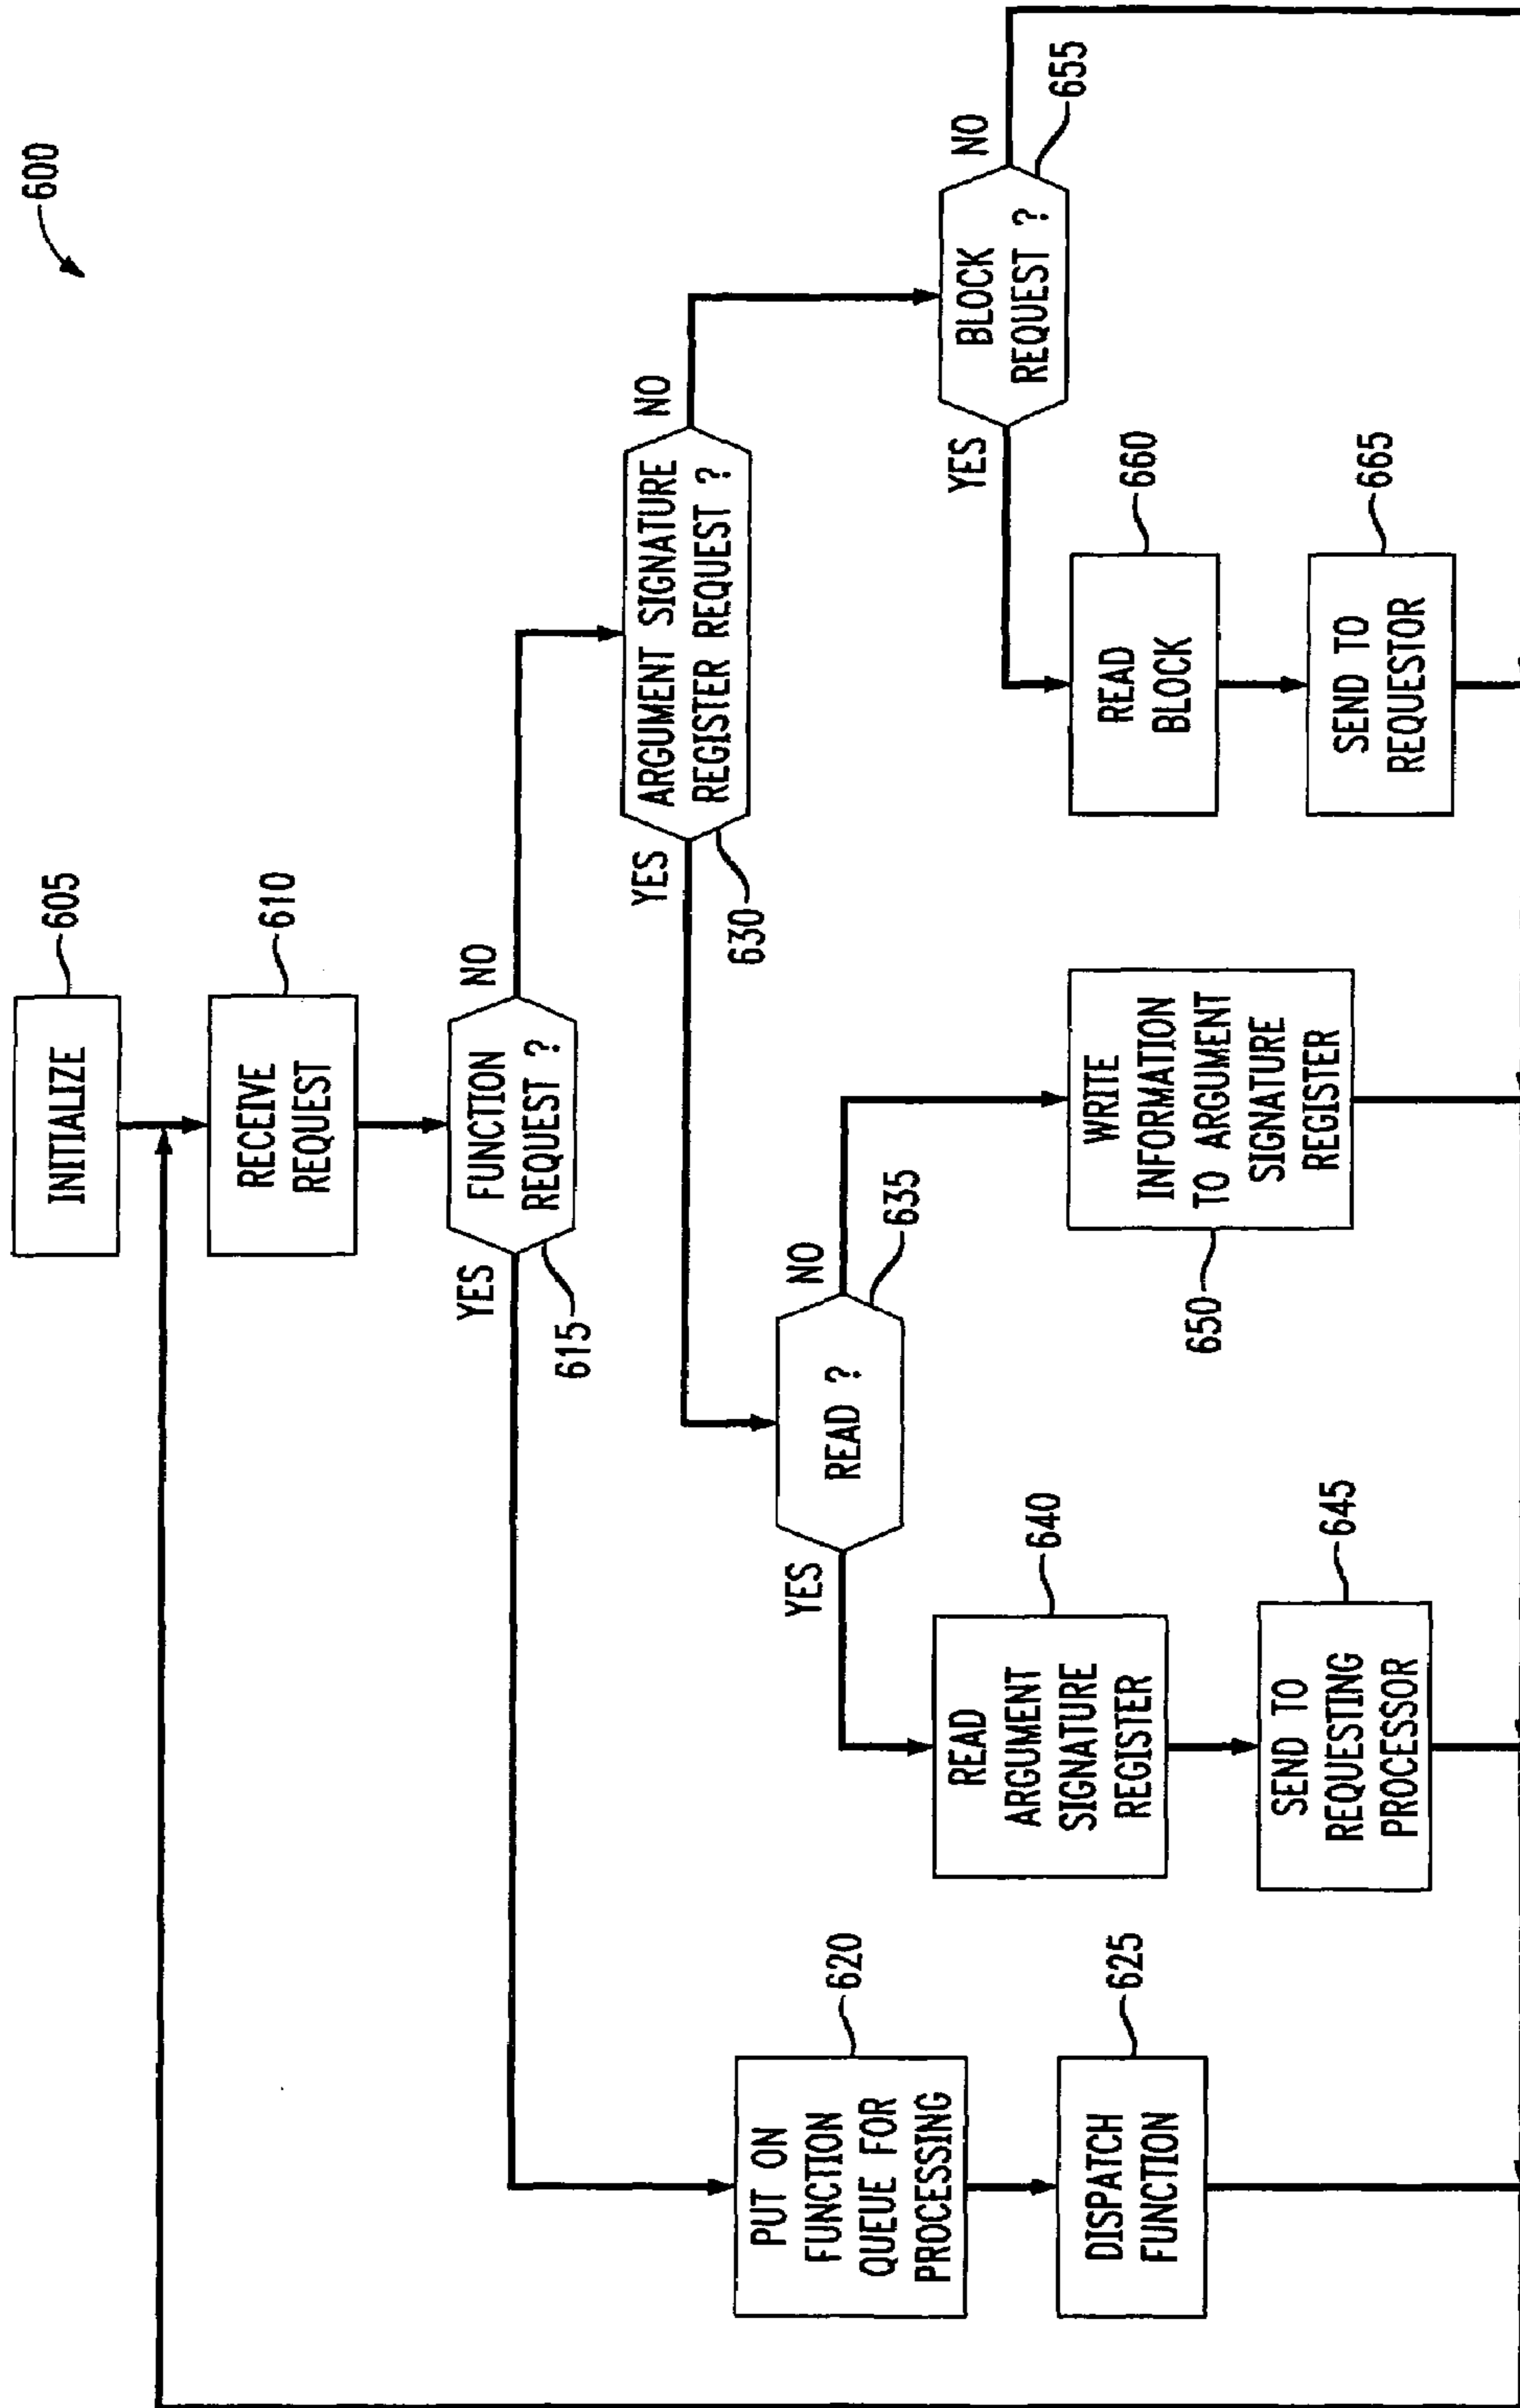 600
INITIALIZE
605
RECEIVE
REQUEST
610
FUNCTION
REQUEST ?
YES
NO
615
ARGUMENT SIGNATURE
REGISTER REQUEST ?
YES
NO
630
READ ?
YES
NO
635
BLOCK
REQUEST ?
YES
NO
655
PUT ON
FUNCTION
QUEUE FOR
PROCESSING
620
DISPATCH
FUNCTION
625
READ
ARGUMENT
SIGNATURE
REGISTER
640
SEND TO
REQUESTING
PROCESSOR
645
WRITE
INFORMATION
TO ARGUMENT
SIGNATURE
REGISTER
650
READ
BLOCK
660
SEND TO
REQUESTOR
665